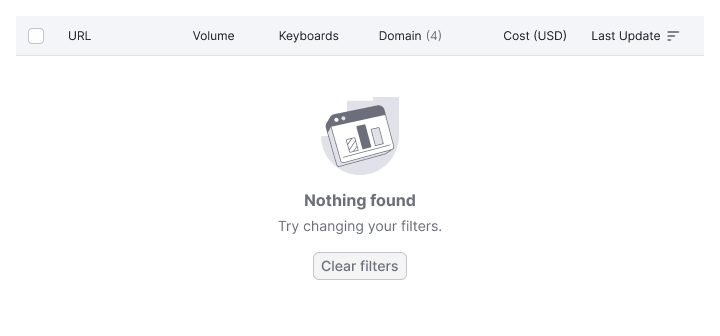 URL Volume Keyboards Domain (4) Cost (USD) Last Update
Nothing found
Try changing your filters.
Clear filters